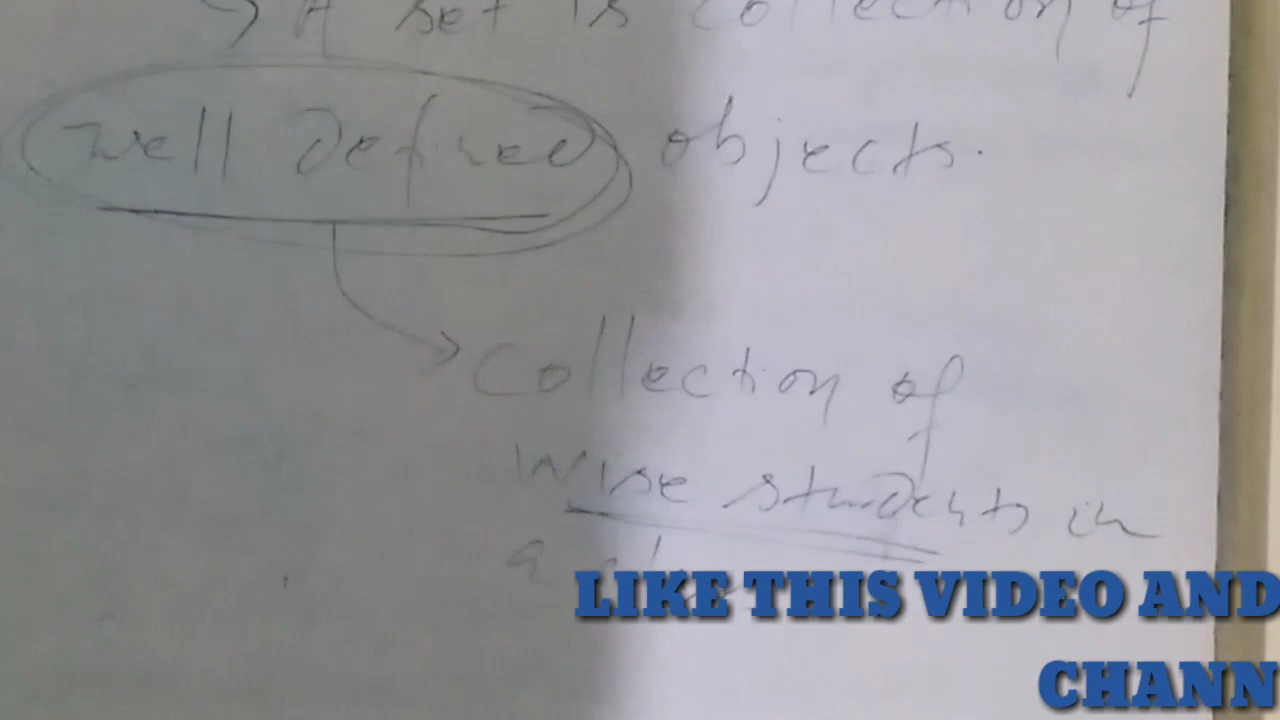 → A set is collection of
well defined objects.
→ collection of
wise students in
a
LIKE THIS VIDEO AND
CHANN